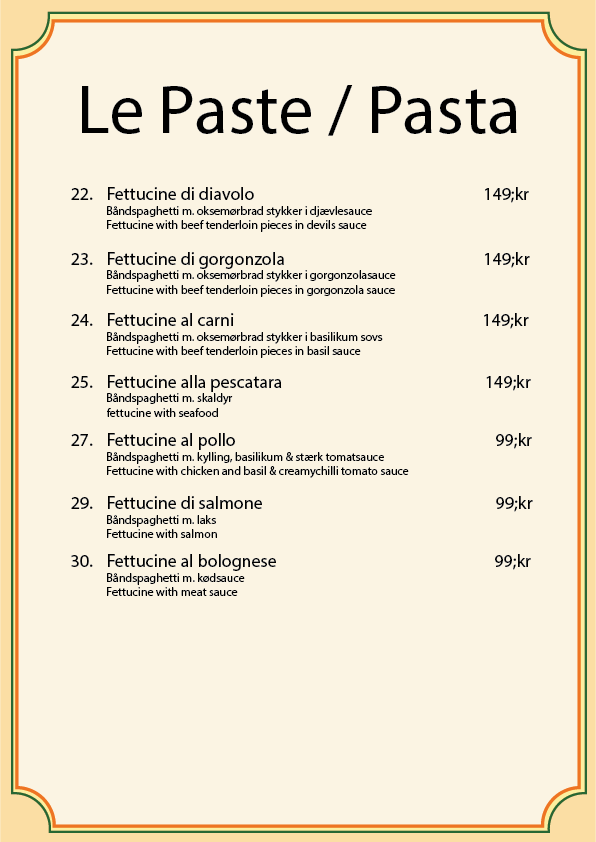 Le Paste / Pasta
22. Fettucine di diavolo 149;kr
Båndspaghetti m. oksemørbrad stykker i djævlesauce
Fettucine with beef tenderloin pieces in devils sauce
23. Fettucine di gorgonzola 149;kr
Båndspaghetti m. oksemørbrad stykker i gorgonzolasauce
Fettucine with beef tenderloin pieces in gorgonzola sauce
24. Fettucine al carni 149;kr
Båndspaghetti m. oksemørbrad stykker i basilikum sovs
Fettucine with beef tenderloin pieces in basil sauce
25. Fettucine alla pescatara 149;kr
Båndspaghetti m. skaldyr
fettucine with seafood
27. Fettucine al pollo 99;kr
Båndspaghetti m. kylling, basilikum & stærk tomatsauce
Fettucine with chicken and basil & creamychilli tomato sauce
29. Fettucine di salmone 99;kr
Båndspaghetti m. laks
Fettucine with salmon
30. Fettucine al bolognese 99;kr
Båndspaghetti m. kødsauce
Fettucine with meat sauce